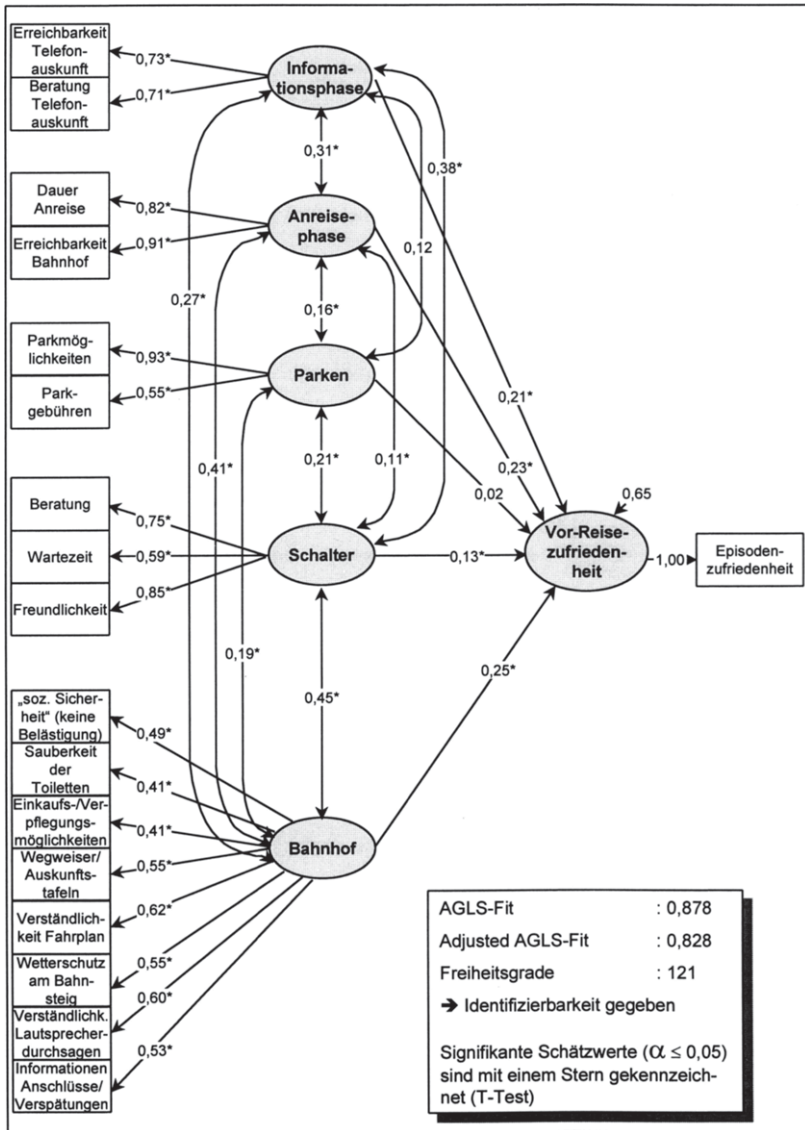 Erreichbarkeit
Telefon-
auskunft
Beratung
Telefon-
auskunft
0,73*
0,71*
Informa-
tionsphase
0,31*
0,38*
Dauer
Anreise
Erreichbarkeit
Bahnhof
0,82*
0,91*
Anreise-
phase
0,12
0,27*
0,16*
Parkmög-
lichkeiten
Park-
gebühren
0,93*
0,55*
Parken
0,21*
0,41*
0,21*
0,11*
0,23*
0,02
0,65
Beratung
Wartezeit
Freundlichkeit
0,75*
0,59*
0,85*
Schalter
0,13*
Vor-Reise-
zufrieden-
heit
1,00
Episoden-
zufriedenheit
0,19*
0,45*
0,25*
„soz. Sicher-
heit" (keine
Belästigung)
Sauberkeit
der
Toiletten
Einkaufs-/Ver-
pflegungs-
möglichkeiten
Wegweiser/
Auskunfts-
tafeln
Verständlich-
keit Fahrplan
Wetterschutz
am Bahn-
steig
Verständlichk.
Lautsprecher-
durchsagen
Informationen
Anschlüsse/
Verspätungen
0,49*
0,41*
0,41*
0,55*
0,62*
0,55*
0,60*
0,53*
Bahnhof
AGLS-Fit : 0,878
Adjusted AGLS-Fit : 0,828
Freiheitsgrade : 121
➔ Identifizierbarkeit gegeben
Signifikante Schätzwerte (α ≤ 0,05)
sind mit einem Stern gekennzeich-
net (T-Test)